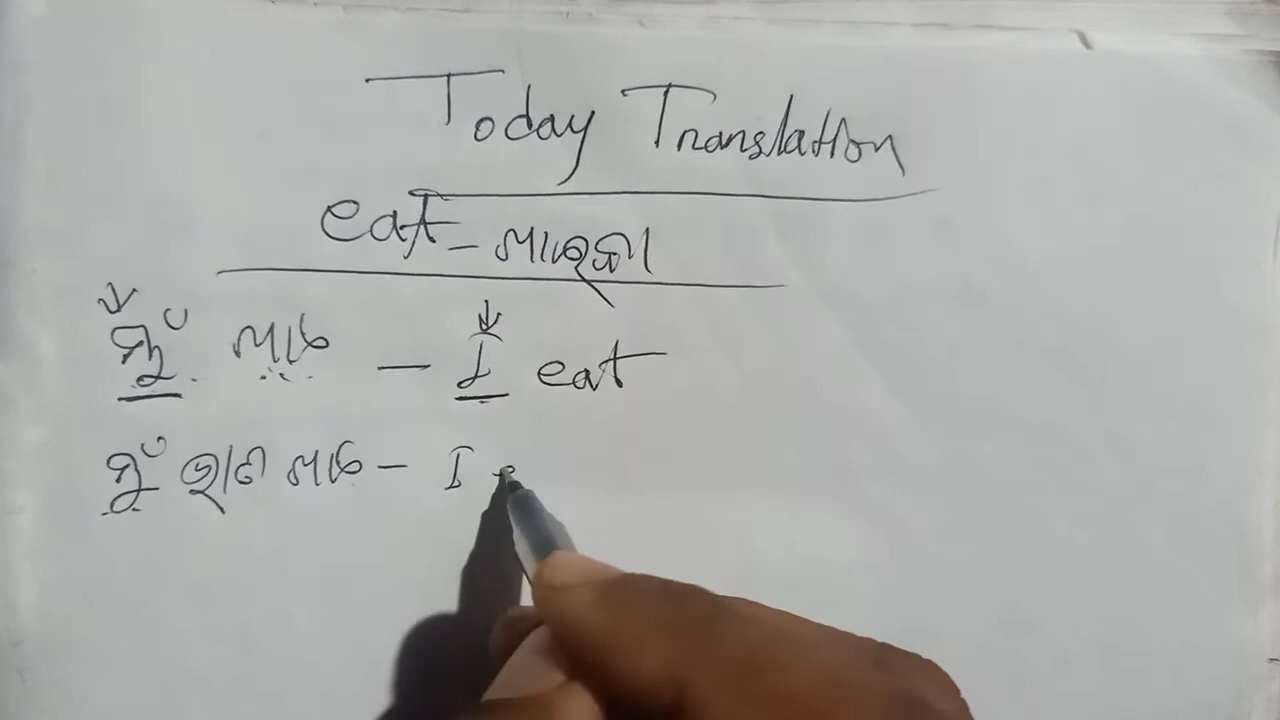 Today Translation
eat - ଖାଇବା
ମୁଁ ଖାଏ - I eat
ମୁଁ ଭାତ ଖାଏ - I e